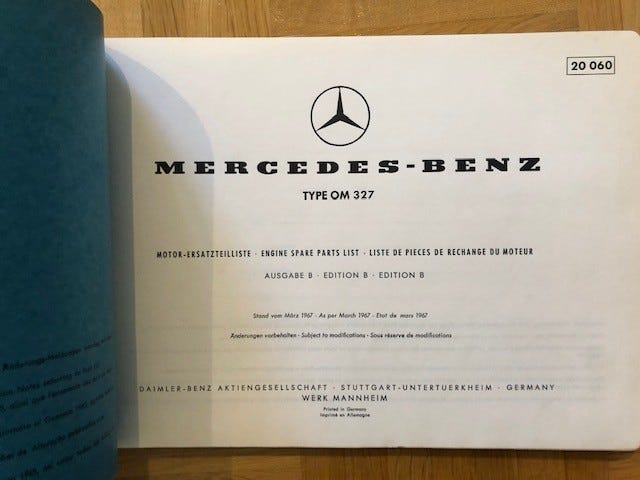 20 060
MERCEDES-BENZ
TYPE OM 327
MOTOR-ERSATZTEILLISTE · ENGINE SPARE PARTS LIST · LISTE DE PIECES DE RECHANGE DU MOTEUR
AUSGABE B · EDITION B · EDITION B
Stand vom März 1967 · As per March 1967 · Etat de mars 1967
Änderungen vorbehalten · Subject to modifications · Sous réserve de modifications
DAIMLER-BENZ AKTIENGESELLSCHAFT · STUTTGART-UNTERTUERKHEIM · GERMANY
WERK MANNHEIM
Printed in Germany
Imprimé en Allemagne